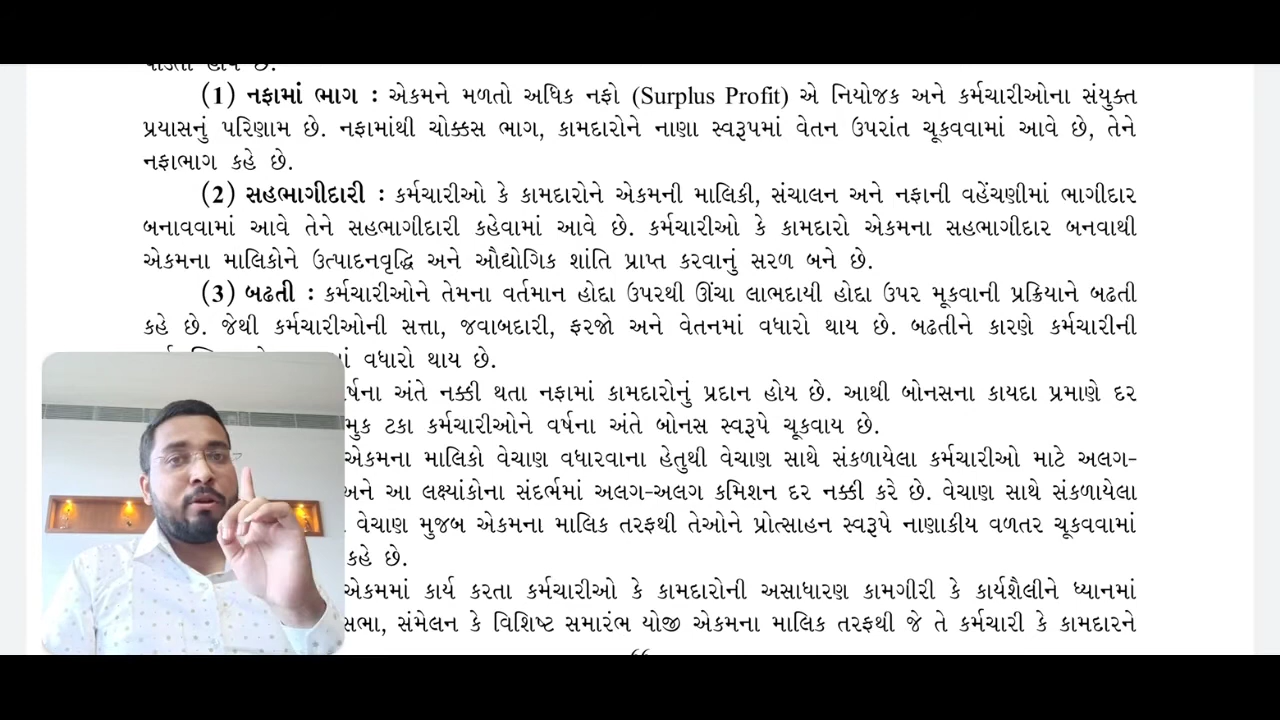 (1) નફામાં ભાગ : એકમને મળતો અધિક નફો (Surplus Profit) એ નિયોજક અને કર્મચારીઓના સંયુક્ત
પ્રયાસનું પરિણામ છે. નફામાંથી ચોક્કસ ભાગ, કામદારોને નાણા સ્વરૂપમાં વેતન ઉપરાંત ચૂકવવામાં આવે છે, તેને
નફાભાગ કહે છે.
(2) સહભાગીદારી : કર્મચારીઓ કે કામદારોને એકમની માલિકી, સંચાલન અને નફાની વહેંચણીમાં ભાગીદાર
બનાવવામાં આવે તેને સહભાગીદારી કહેવામાં આવે છે. કર્મચારીઓ કે કામદારો એકમના સહભાગીદાર બનવાથી
એકમના માલિકોને ઉત્પાદનવૃદ્ધિ અને ઔદ્યોગિક શાંતિ પ્રાપ્ત કરવાનું સરળ બને છે.
(3) બઢતી : કર્મચારીઓને તેમના વર્તમાન હોદા ઉપરથી ઊંચા લાભદાયી હોદા ઉપર મૂકવાની પ્રક્રિયાને બઢતી
કહે છે. જેથી કર્મચારીઓની સત્તા, જવાબદારી, ફરજો અને વેતનમાં વધારો થાય છે. બઢતીને કારણે કર્મચારીની
વધારો થાય છે.
નક્કી થતા નફામાં કામદારોનું પ્રદાન હોય છે. આથી બોનસના કાયદા પ્રમાણે દર
ટકા કર્મચારીઓને વર્ષના અંતે બોનસ સ્વરૂપે ચૂકવાય છે.
એકમના માલિકો વેચાણ વધારવાના હેતુથી વેચાણ સાથે સંકળાયેલા કર્મચારીઓ માટે અલગ-
અને આ લક્ષ્યાંકોના સંદર્ભમાં અલગ-અલગ કમિશન દર નક્કી કરે છે. વેચાણ સાથે સંકળાયેલા
વેચાણ મુજબ એકમના માલિક તરફથી તેઓને પ્રોત્સાહન સ્વરૂપે નાણાકીય વળતર ચૂકવવામાં
કહે છે.
એકમમાં કાર્ય કરતા કર્મચારીઓ કે કામદારોની અસાધારણ કામગીરી કે કાર્યશૈલીને ધ્યાનમાં
સભા, સંમેલન કે વિશિષ્ટ સમારંભ યોજી એકમના માલિક તરફથી જે તે કર્મચારી કે કામદારને